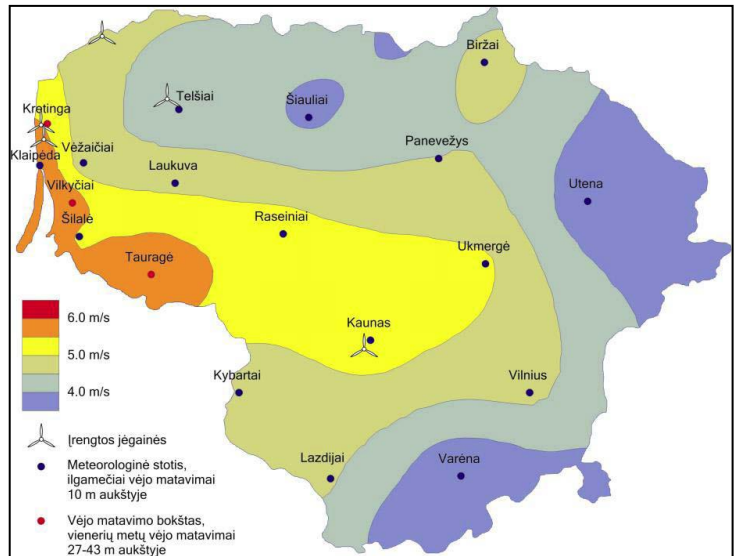 Biržai
Telšiai
Šiauliai
Kretinga
Panevežys
Klaipėda
Vėžaičiai
Laukuva
Utena
Vilkyčiai
Šilalė
Raseiniai
Ukmergė
Tauragė
6.0 m/s
Kaunas
5.0 m/s
Kybartai
Vilnius
4.0 m/s
Įrengtos jėgainės
Lazdijai
Varėna
Meteorologinė stotis,
ilgamečiai vėjo matavimai
10 m aukštyje
Vėjo matavimo bokštas,
vienerių metų vėjo matavimai
27-43 m aukštyje